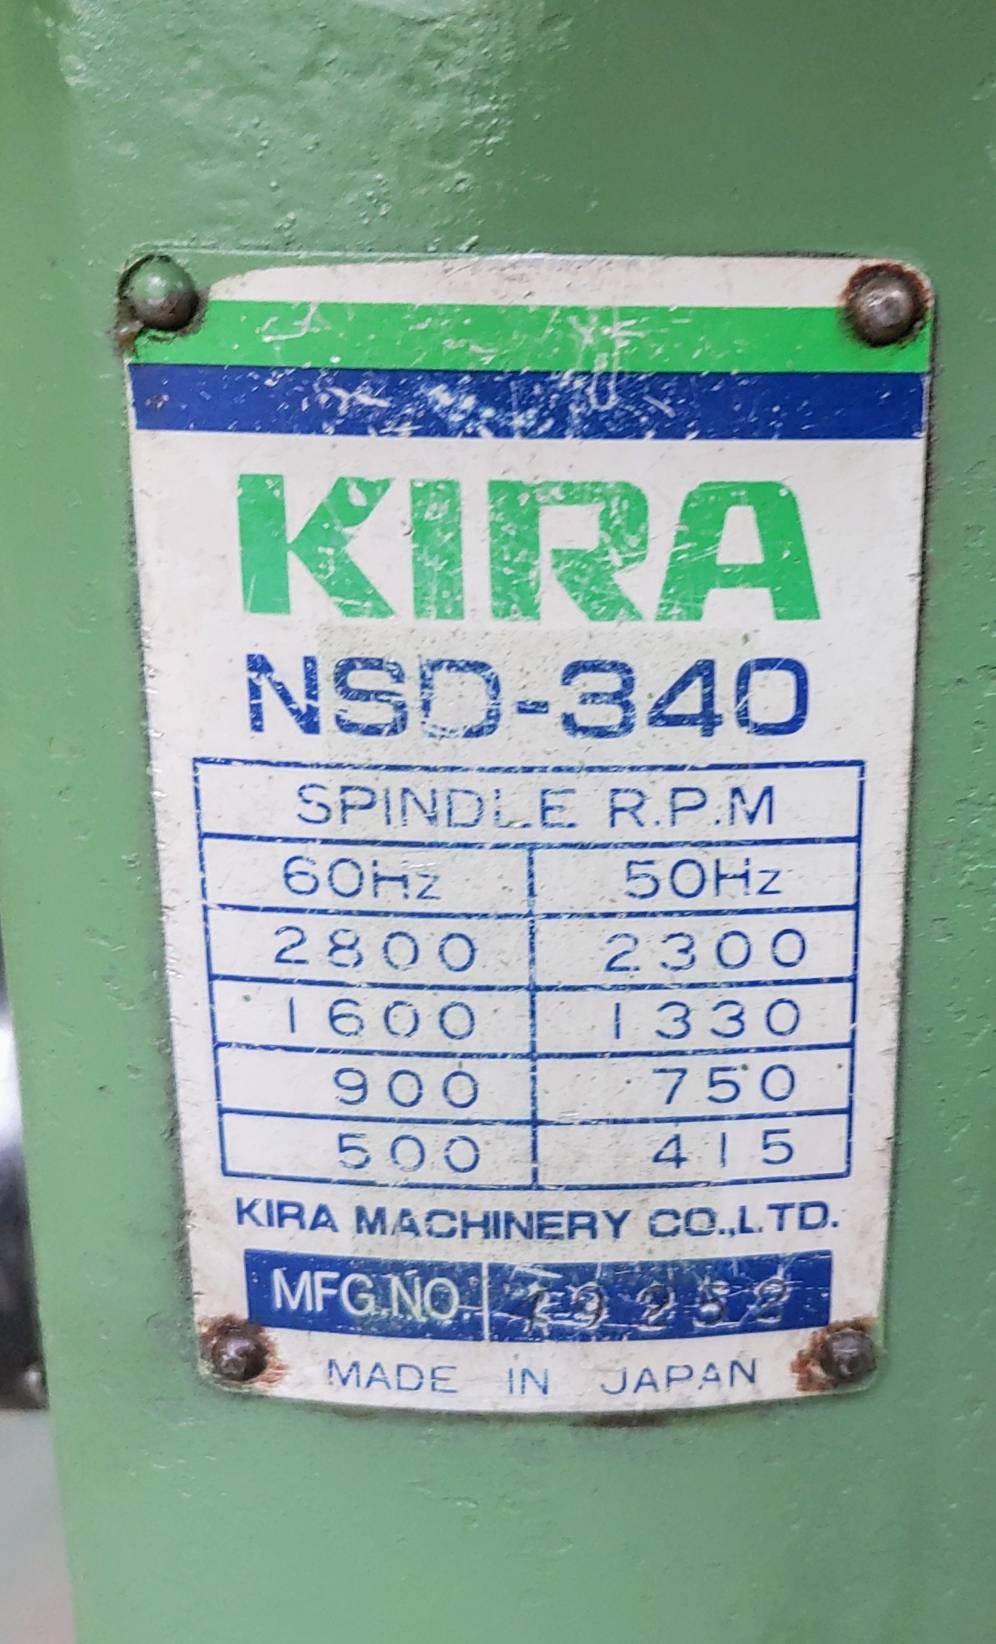 KIRA
NSD-340
SPINDLE R.P.M
60Hz 50Hz
2800 2300
1600 1330
900 750
500 415
KIRA MACHINERY CO.,LTD.
MFG.NO.
MADE IN JAPAN